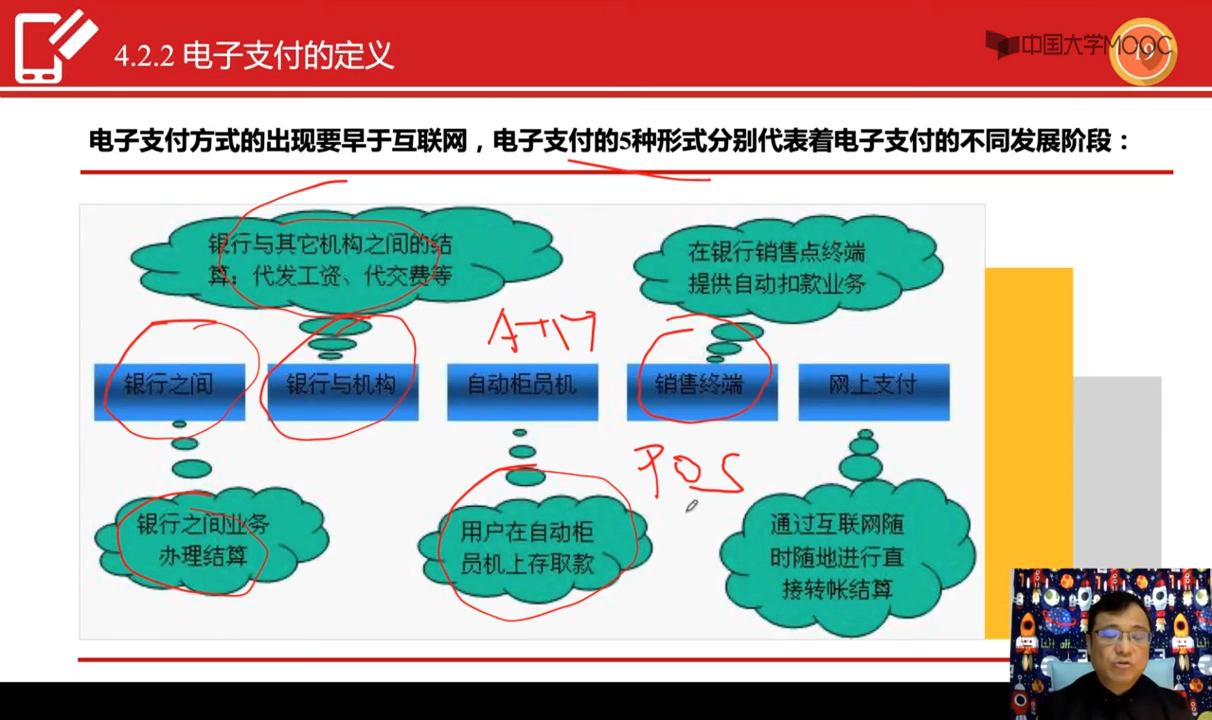 4.2.2 电子支付的定义
中国大学MOOC
19
电子支付方式的出现要早于互联网，电子支付的5种形式分别代表着电子支付的不同发展阶段：
银行与其它机构之间的结
算：代发工资、代交费等
在银行销售点终端
提供自动扣款业务
ATM
银行之间
银行与机构
自动柜员机
销售终端
网上支付
POS
银行之间业务
办理结算
用户在自动柜
员机上存取款
通过互联网随
时随地进行直
接转帐结算